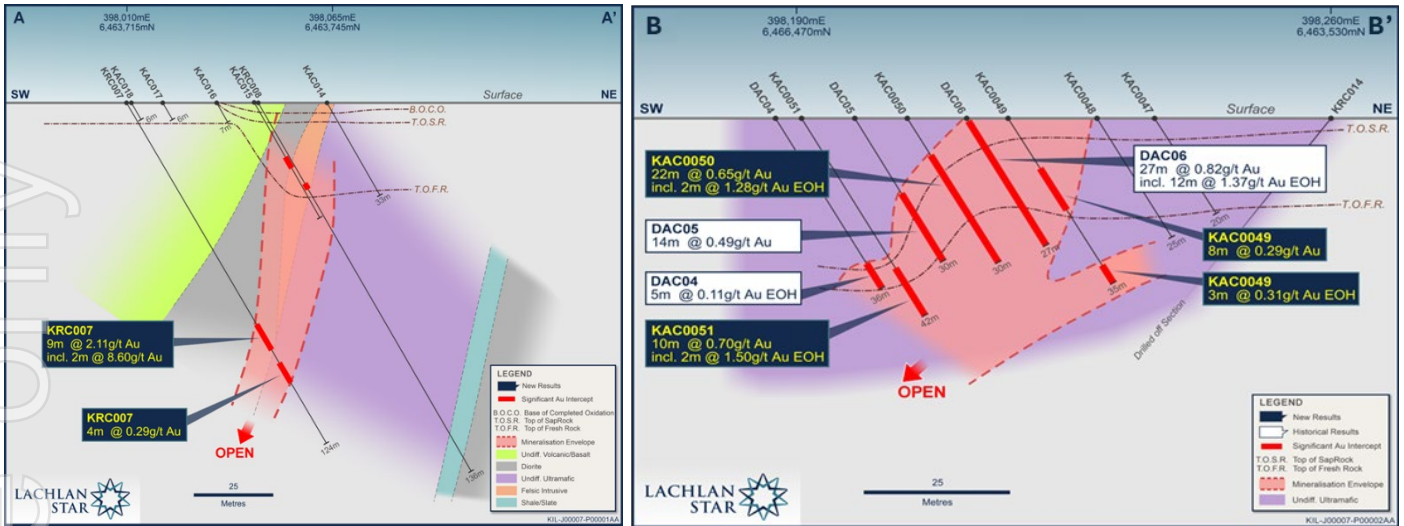 A
A'
398,010mE
6,463,715mN
398,065mE
6,463,745mN
KRC007
KAC018
KAC017
KAC016
KAC015
KRC008
KAC014
SW
Surface
NE
6m
6m
7m
B.O.C.O.
T.O.S.R.
T.O.F.R.
33m
KRC007
9m @ 2.11g/t Au
incl. 2m @ 8.60g/t Au
KRC007
4m @ 0.29g/t Au
OPEN
124m
136m
LEGEND
New Results
Significant Au Intercept
B.O.C.O. Base of Completed Oxidation
T.O.S.R. Top of SapRock
T.O.F.R. Top of Fresh Rock
Mineralisation Envelope
Undiff. Volcanic/Basalt
Diorite
Undiff. Ultramafic
Felsic Intrusive
Shale/Slate
LACHLAN
STAR
25
Metres
KIL-J00007-P00001AA
B
B'
398,190mE
6,466,470mN
398,260mE
6,463,530mN
DAC04
KAC0051
DAC05
KAC0050
DAC06
KAC0049
KAC0048
KAC0047
KRC014
SW
Surface
NE
T.O.S.R.
T.O.F.R.
KAC0050
22m @ 0.65g/t Au
incl. 2m @ 1.28g/t Au EOH
DAC06
27m @ 0.82g/t Au
incl. 12m @ 1.37g/t Au EOH
DAC05
14m @ 0.49g/t Au
KAC0049
8m @ 0.29g/t Au
DAC04
5m @ 0.11g/t Au EOH
KAC0049
3m @ 0.31g/t Au EOH
KAC0051
10m @ 0.70g/t Au
incl. 2m @ 1.50g/t Au EOH
36m
42m
30m
30m
27m
35m
25m
20m
Drilled off Section
OPEN
LEGEND
New Results
Historical Results
Significant Au Intercept
T.O.S.R. Top of SapRock
T.O.F.R. Top of Fresh Rock
Mineralisation Envelope
Undiff. Ultramafic
LACHLAN
STAR
25
Metres
KIL-J00007-P00002AA